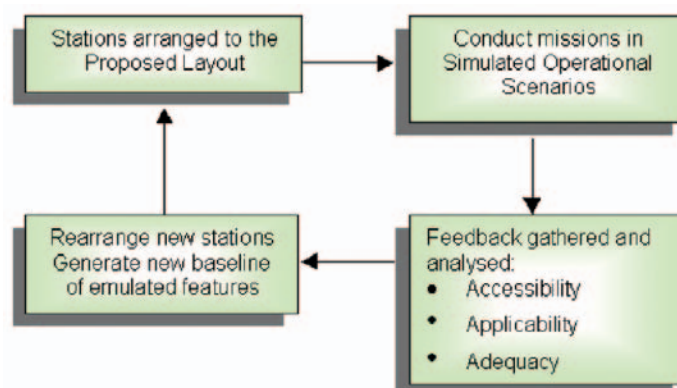 Stations arranged to the
Proposed Layout
Conduct missions in
Simulated Operational
Scenarios
Rearrange new stations
Generate new baseline
of emulated features
Feedback gathered and
analysed:
• Accessibility
• Applicability
• Adequacy